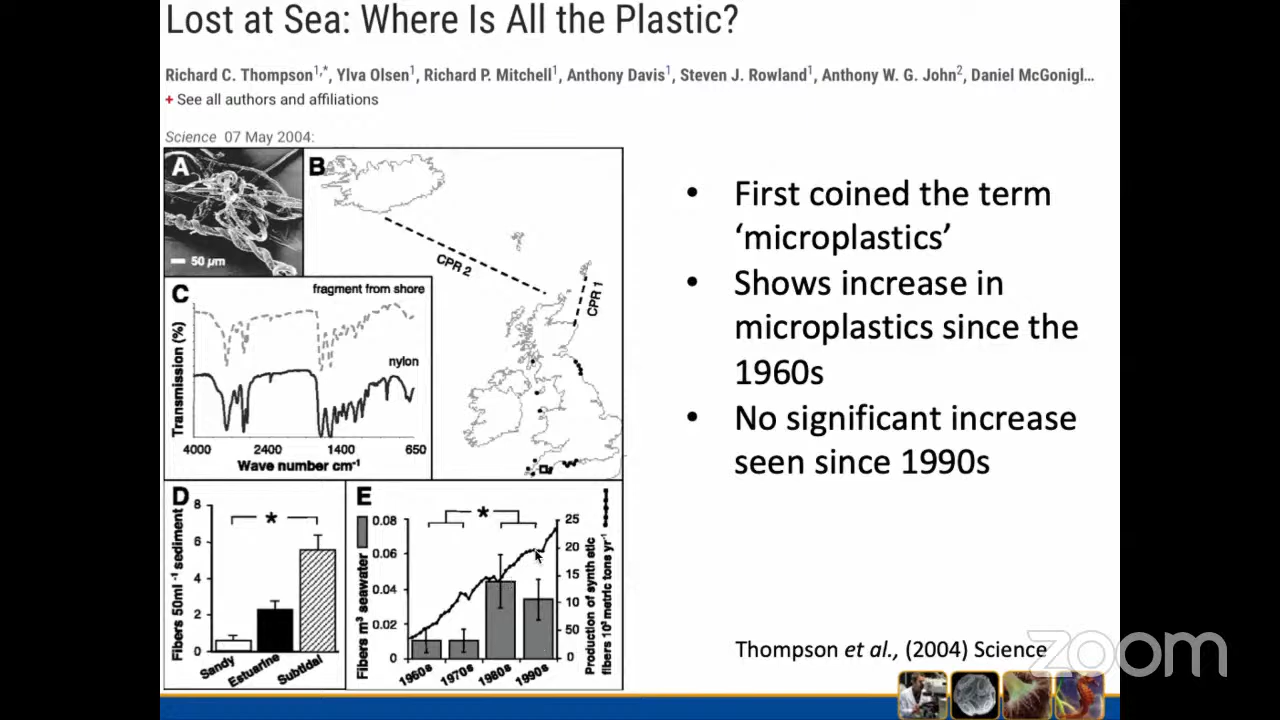 Lost at Sea: Where Is All the Plastic?
Richard C. Thompson1,*, Ylva Olsen1, Richard P. Mitchell1, Anthony Davis1, Steven J. Rowland1, Anthony W. G. John2, Daniel McGonigl…
+ See all authors and affiliations
Science 07 May 2004:
A
50 µm
B
CPR 2
CPR 1
C
fragment from shore
nylon
Transmission (%)
4000 2400 1400 650
Wave number cm-1
D
Fibers 50ml -1 sediment
8
6
4
2
0
*
Sandy
Estuarine
Subtidal
E
Fibers m3 seawater
0.08
0.06
0.04
0.02
0
*
25
20
15
10
50
0
Production of synthetic
fibers 103 metric tons yr-1
1960s
1970s
1980s
1990s
• First coined the term
‘microplastics’
• Shows increase in
microplastics since the
1960s
• No significant increase
seen since 1990s
Thompson et al., (2004) Science
zoom